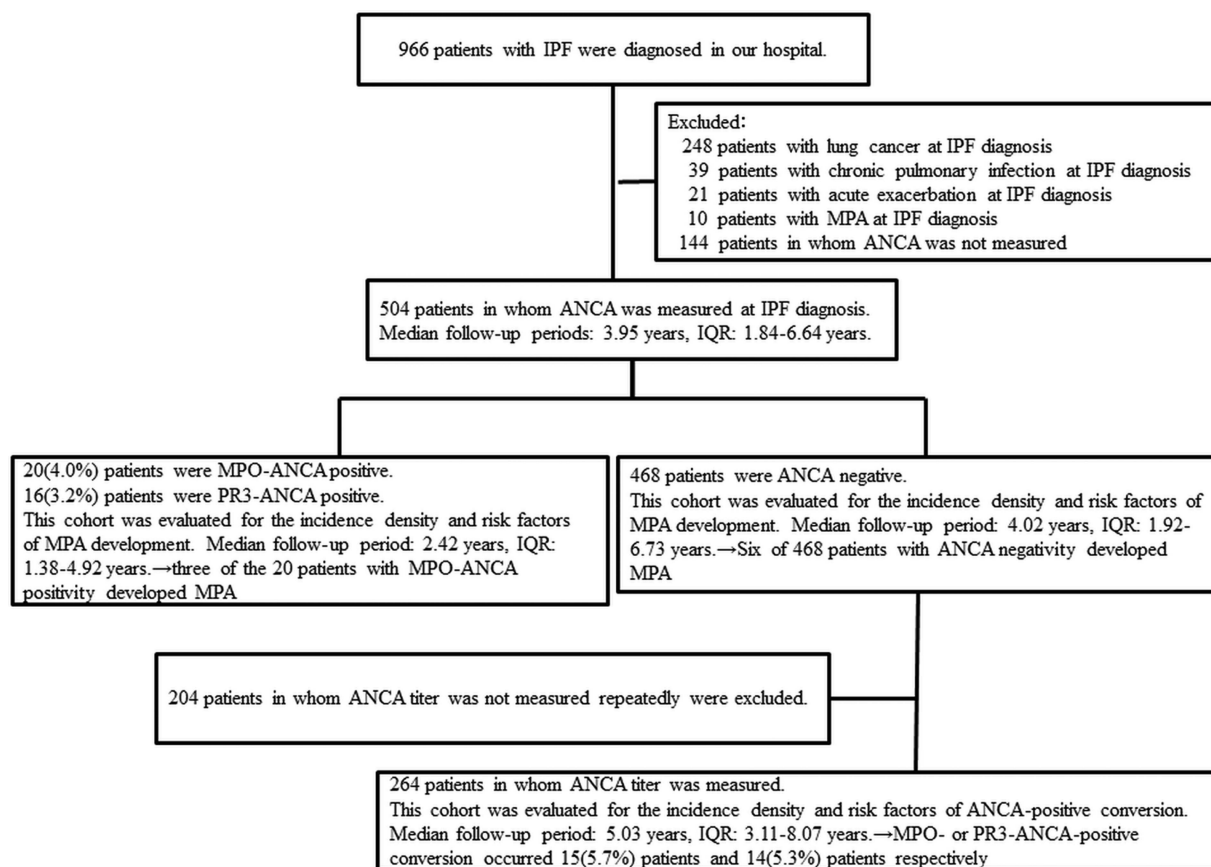 966 patients with IPF were diagnosed in our hospital.
Excluded:
248 patients with lung cancer at IPF diagnosis
39 patients with chronic pulmonary infection at IPF diagnosis
21 patients with acute exacerbation at IPF diagnosis
10 patients with MPA at IPF diagnosis
144 patients in whom ANCA was not measured
504 patients in whom ANCA was measured at IPF diagnosis.
Median follow-up periods: 3.95 years, IQR: 1.84-6.64 years.
20(4.0%) patients were MPO-ANCA positive.
16(3.2%) patients were PR3-ANCA positive.
This cohort was evaluated for the incidence density and risk factors
of MPA development. Median follow-up period: 2.42 years, IQR:
1.38-4.92 years.→three of the 20 patients with MPO-ANCA
positivity developed MPA
468 patients were ANCA negative.
This cohort was evaluated for the incidence density and risk factors of
MPA development. Median follow-up period: 4.02 years, IQR: 1.92-
6.73 years.→Six of 468 patients with ANCA negativity developed
MPA
204 patients in whom ANCA titer was not measured repeatedly were excluded.
264 patients in whom ANCA titer was measured.
This cohort was evaluated for the incidence density and risk factors of ANCA-positive conversion.
Median follow-up period: 5.03 years, IQR: 3.11-8.07 years.→MPO- or PR3-ANCA-positive
conversion occurred 15(5.7%) patients and 14(5.3%) patients respectively